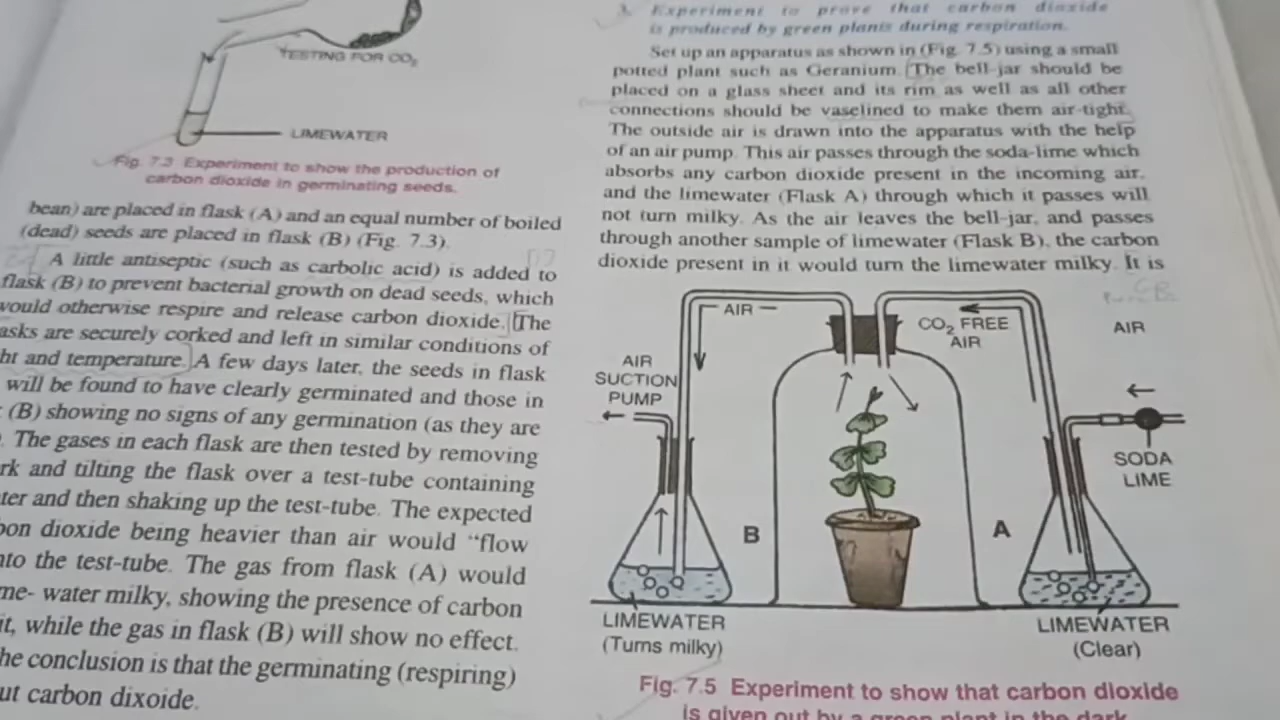 TESTING FOR CO₂
LIMEWATER
Fig. 7.3 Experiment to show the production of
carbon dioxide in germinating seeds.
bean) are placed in flask (A) and an equal number of boiled
(dead) seeds are placed in flask (B) (Fig. 7.3).
A little antiseptic (such as carbolic acid) is added to
flask (B) to prevent bacterial growth on dead seeds, which
would otherwise respire and release carbon dioxide. The
asks are securely corked and left in similar conditions of
ht and temperature. A few days later, the seeds in flask
will be found to have clearly germinated and those in
(B) showing no signs of any germination (as they are
. The gases in each flask are then tested by removing
rk and tilting the flask over a test-tube containing
ter and then shaking up the test-tube. The expected
bon dioxide being heavier than air would "flow
nto the test-tube. The gas from flask (A) would
me- water milky, showing the presence of carbon
it, while the gas in flask (B) will show no effect.
he conclusion is that the germinating (respiring)
ut carbon dixoide.
3. Experiment to prove that carbon dioxide
is produced by green plants during respiration.
Set up an apparatus as shown in (Fig. 7.5) using a small
potted plant such as Geranium. The bell-jar should be
placed on a glass sheet and its rim as well as all other
connections should be vaselined to make them air-tight.
The outside air is drawn into the apparatus with the help
of an air pump. This air passes through the soda-lime which
absorbs any carbon dioxide present in the incoming air,
and the limewater (Flask A) through which it passes will
not turn milky. As the air leaves the bell-jar, and passes
through another sample of limewater (Flask B), the carbon
dioxide present in it would turn the limewater milky. It is
AIR
CO₂ FREE
AIR
AIR
AIR
SUCTION
PUMP
SODA
LIME
B
A
LIMEWATER
(Turns milky)
LIMEWATER
(Clear)
Fig. 7.5 Experiment to show that carbon dioxide
is given out by a green plant in the dark